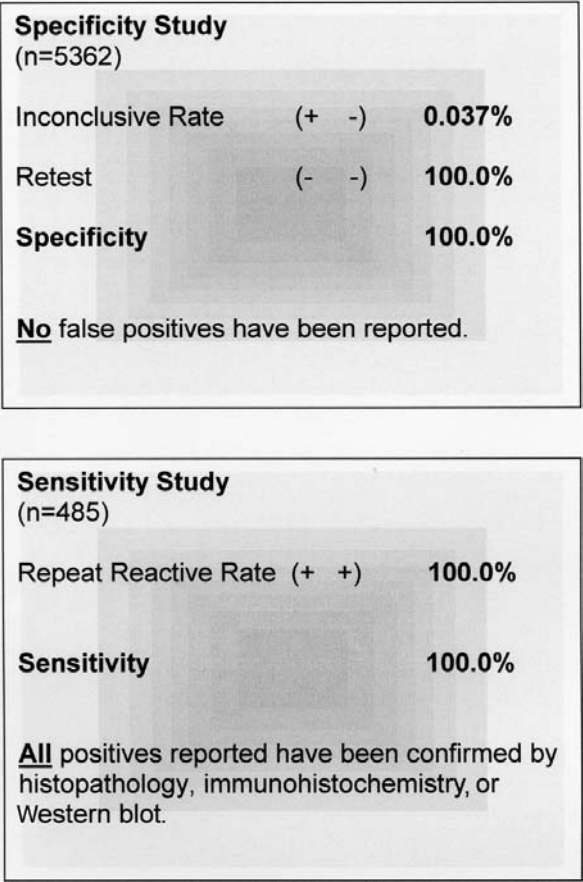 Specificity Study
(n=5362)
Inconclusive Rate (+ -) 0.037%
Retest (- -) 100.0%
Specificity 100.0%
No false positives have been reported.
Sensitivity Study
(n=485)
Repeat Reactive Rate (+ +) 100.0%
Sensitivity 100.0%
All positives reported have been confirmed by
histopathology, immunohistochemistry, or
Western blot.